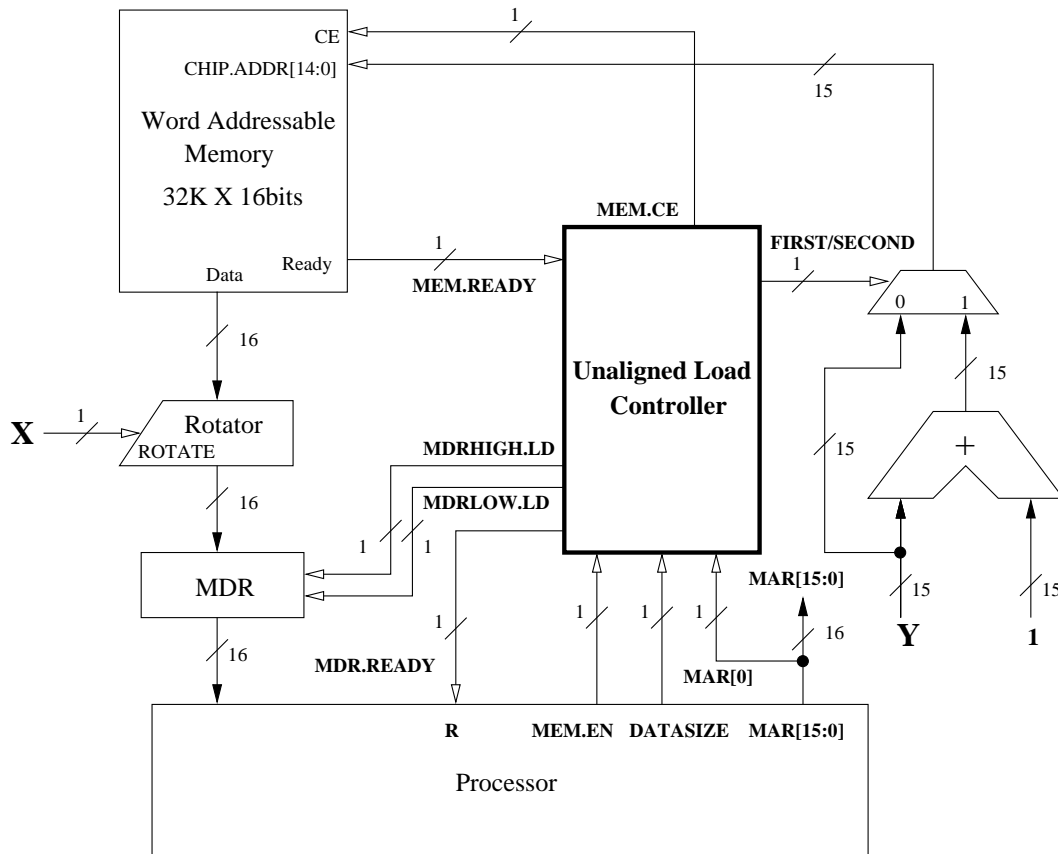 1
CE
CHIP.ADDR[14:0]
15
Word Addressable
Memory
32K X 16bits
MEM.CE
FIRST/SECOND
1
Ready
1
Data
MEM.READY
0 1
16
15
Unaligned Load
Controller
X
1
Rotator
ROTATE
+
MDRHIGH.LD
15
16
MDRLOW.LD
1
1
MDR
MAR[15:0]
15
15
1
1
1
1
16
Y
1
16
MDR.READY
MAR[0]
R
MEM.EN
DATASIZE
MAR[15:0]
Processor